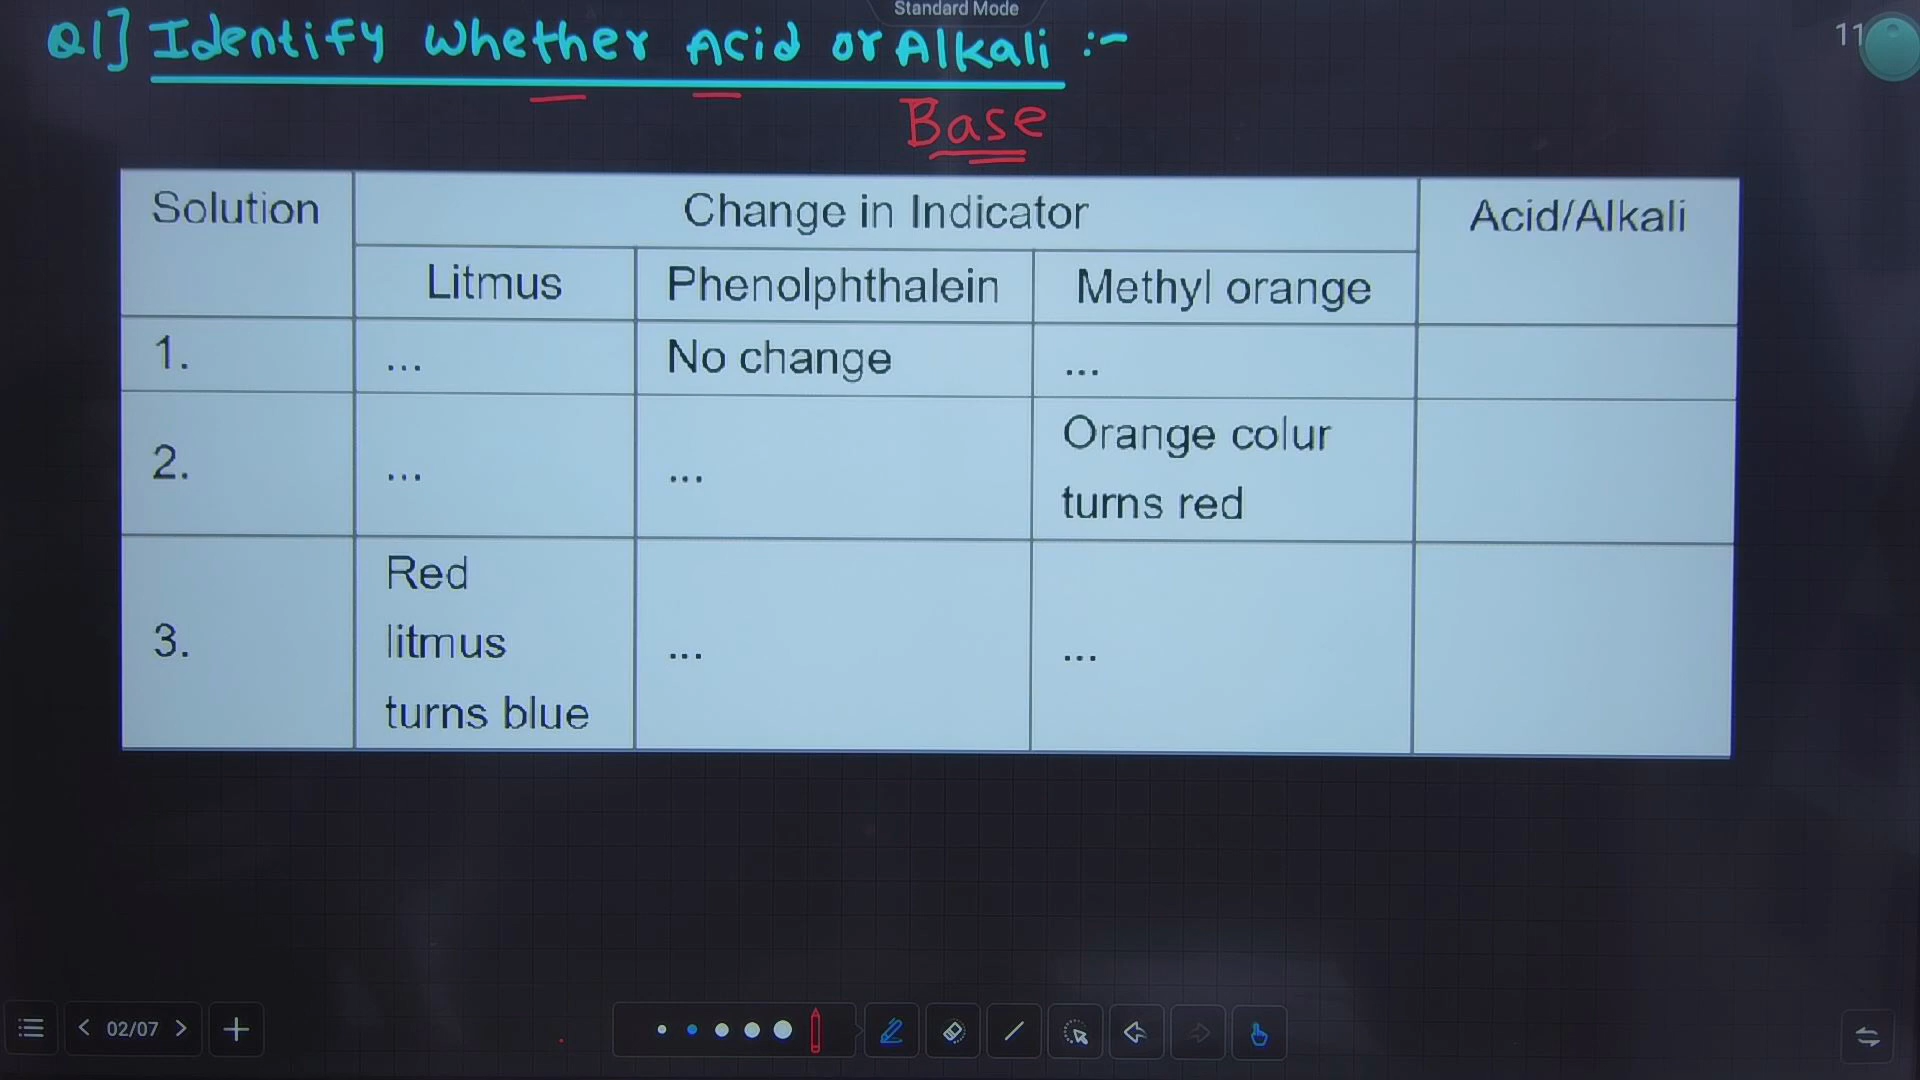 Standard Mode
11
Q1] Identify whether Acid or Alkali :-
Base
Solution
Change in Indicator
Acid/Alkali
Litmus
Phenolphthalein
Methyl orange
1.
...
No change
...
2.
...
...
Orange colur
turns red
3.
Red
litmus
turns blue
...
...
02/07